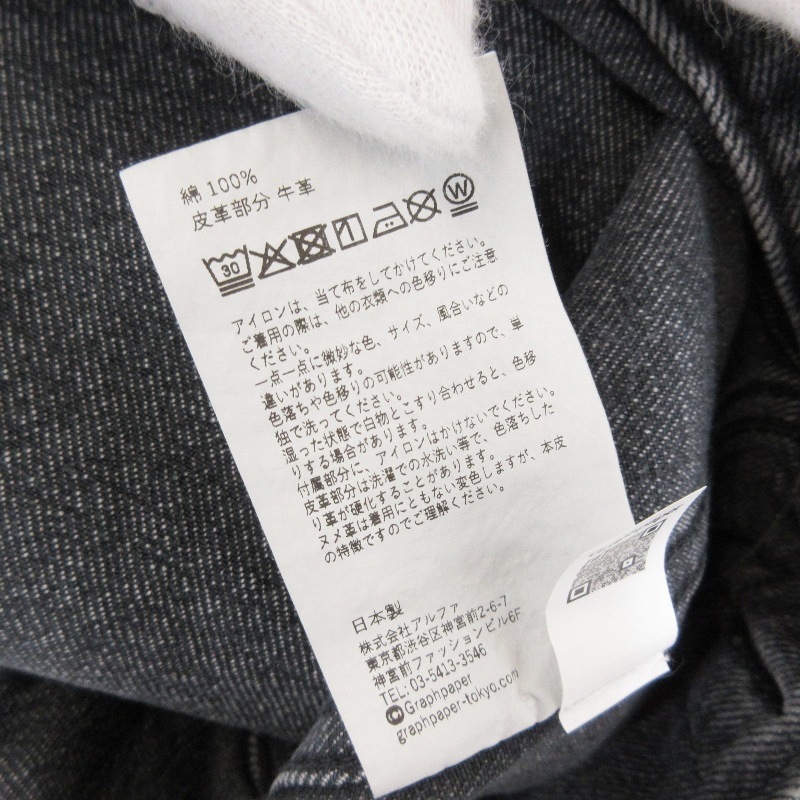 綿 100%
皮革部分 牛革
30
W
アイロンは、当て布をしてかけてください。
ご着用の際は、他の衣類への色移りにご注意
ください。
一点一点に微妙な色、サイズ、風合いなどの
違いがあります。
色落ちや色移りの可能性がありますので、単
独で洗ってください。
湿った状態で白物とこすり合わせると、色移
りする場合があります。
付属部分に、アイロンはかけないでください。
皮革部分は洗濯での水洗い等で、色落ちした
り革が硬化することがあります。
ヌメ革は着用にともない変色しますが、本皮
の特徴ですのでご理解ください。
日本製
株式会社アルファ
東京都渋谷区神宮前2-6-7
神宮前ファッションビル6F
TEL: 03-5413-3546
Graphpaper
graphpaper-tokyo.com